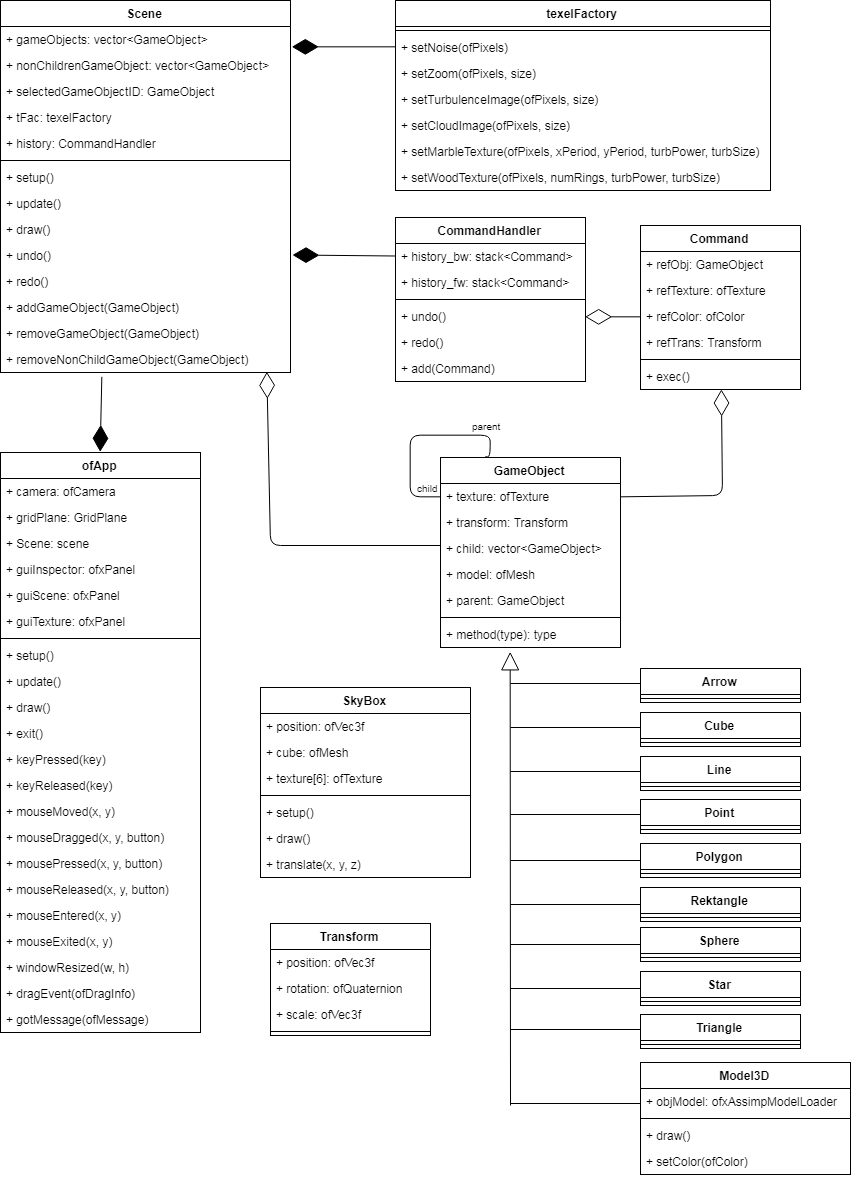 Scene
+ gameObjects: vector<GameObject>
+ nonChildrenGameObject: vector<GameObject>
+ selectedGameObjectID: GameObject
+ tFac: texelFactory
+ history: CommandHandler
+ setup()
+ update()
+ draw()
+ undo()
+ redo()
+ addGameObject(GameObject)
+ removeGameObject(GameObject)
+ removeNonChildGameObject(GameObject)
texelFactory
+ setNoise(ofPixels)
+ setZoom(ofPixels, size)
+ setTurbulenceImage(ofPixels, size)
+ setCloudImage(ofPixels, size)
+ setMarbleTexture(ofPixels, xPeriod, yPeriod, turbPower, turbSize)
+ setWoodTexture(ofPixels, numRings, turbPower, turbSize)
CommandHandler
+ history_bw: stack<Command>
+ history_fw: stack<Command>
+ undo()
+ redo()
+ add(Command)
Command
+ refObj: GameObject
+ refTexture: ofTexture
+ refColor: ofColor
+ refTrans: Transform
+ exec()
parent
child
GameObject
+ texture: ofTexture
+ transform: Transform
+ child: vector<GameObject>
+ model: ofMesh
+ parent: GameObject
+ method(type): type
ofApp
+ camera: ofCamera
+ gridPlane: GridPlane
+ Scene: scene
+ guiInspector: ofxPanel
+ guiScene: ofxPanel
+ guiTexture: ofxPanel
+ setup()
+ update()
+ draw()
+ exit()
+ keyPressed(key)
+ keyReleased(key)
+ mouseMoved(x, y)
+ mouseDragged(x, y, button)
+ mousePressed(x, y, button)
+ mouseReleased(x, y, button)
+ mouseEntered(x, y)
+ mouseExited(x, y)
+ windowResized(w, h)
+ dragEvent(ofDragInfo)
+ gotMessage(ofMessage)
SkyBox
+ position: ofVec3f
+ cube: ofMesh
+ texture[6]: ofTexture
+ setup()
+ draw()
+ translate(x, y, z)
Transform
+ position: ofVec3f
+ rotation: ofQuaternion
+ scale: ofVec3f
Arrow
Cube
Line
Point
Polygon
Rektangle
Sphere
Star
Triangle
Model3D
+ objModel: ofxAssimpModelLoader
+ draw()
+ setColor(ofColor)